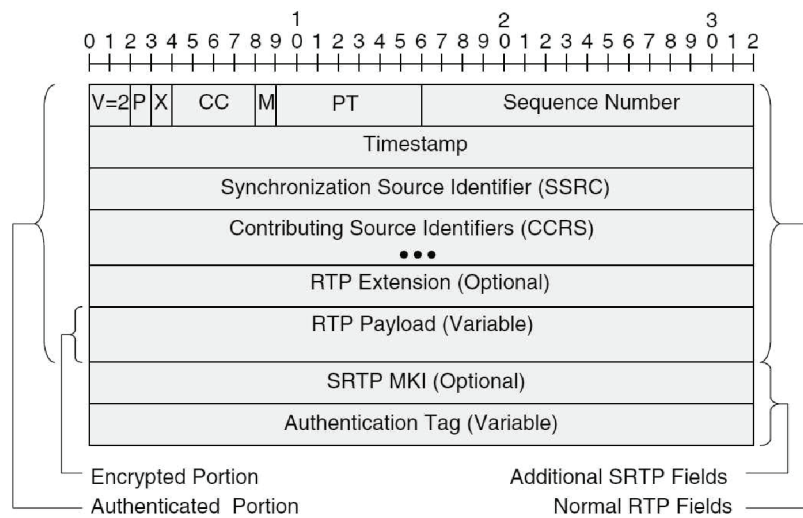 1 2 3
0 1 2 3 4 5 6 7 8 9 0 1 2 3 4 5 6 7 8 9 0 1 2 3 4 5 6 7 8 9 0 1 2
V=2 P X CC M PT Sequence Number
Timestamp
Synchronization Source Identifier (SSRC)
Contributing Source Identifiers (CCRS)
•••
RTP Extension (Optional)
RTP Payload (Variable)
SRTP MKI (Optional)
Authentication Tag (Variable)
Encrypted Portion Additional SRTP Fields
Authenticated Portion Normal RTP Fields